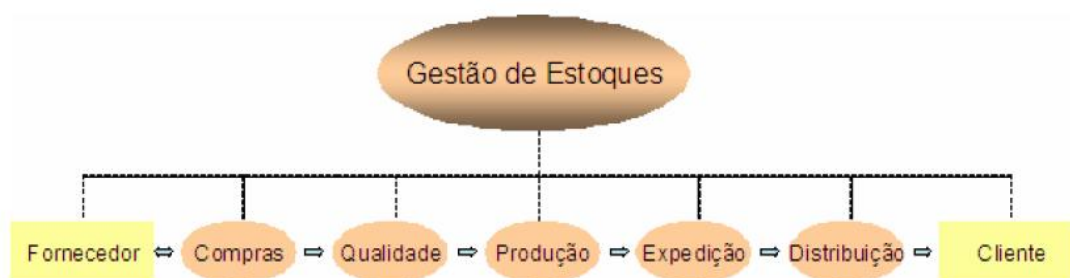 Gestão de Estoques
Fornecedor ⇔ Compras ⇨ Qualidade ⇨ Produção ⇨ Expedição ⇨ Distribuição ⇨ Cliente